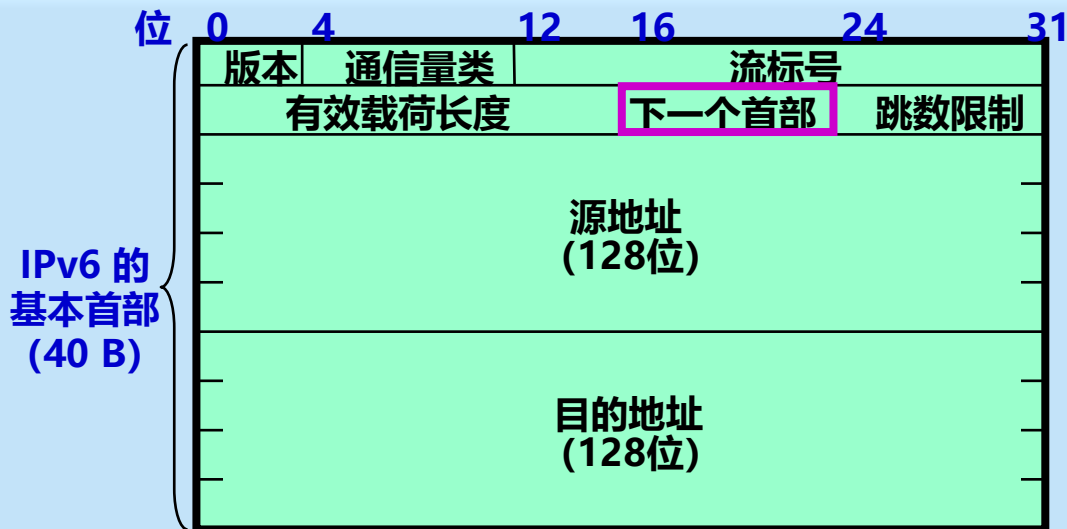 位 0 4 12 16 24 31
版本 通信量类 流标号
有效载荷长度 下一个首部 跳数限制
源地址
(128位)
IPv6 的
基本首部
(40 B)
目的地址
(128位)